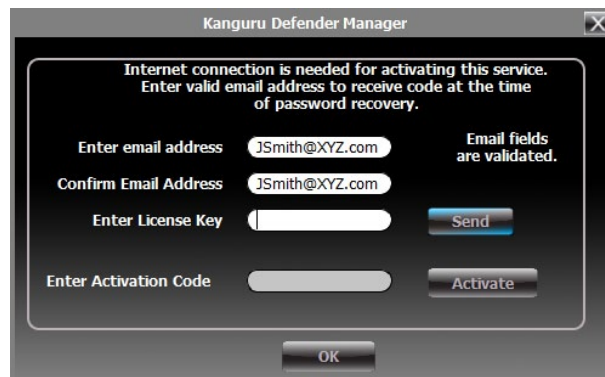 Kanguru Defender Manager
X
Internet connection is needed for activating this service.
Enter valid email address to receive code at the time
of password recovery.
Enter email address JSmith@XYZ.com Email fields
are validated.
Confirm Email Address JSmith@XYZ.com
Enter License Key Send
Enter Activation Code Activate
OK